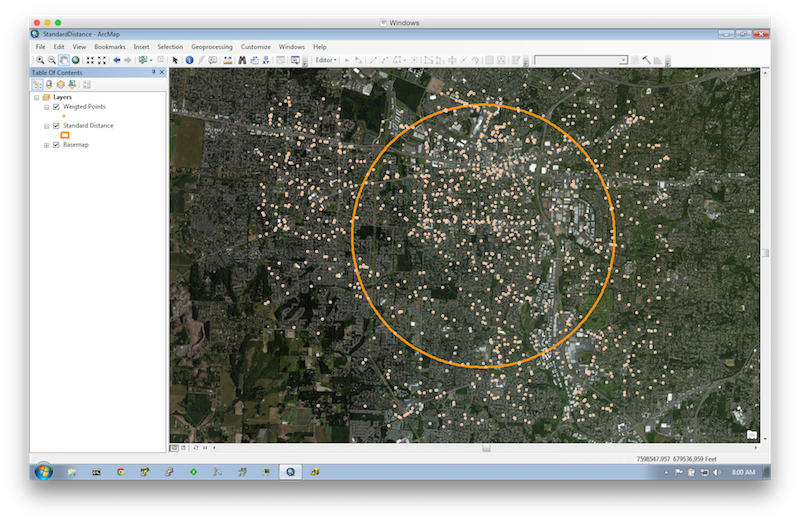 Windows
StandardDistance - ArcMap
File Edit View Bookmarks Insert Selection Geoprocessing Customize Windows Help
Editor
Table Of Contents
Layers
Weigted Points
Standard Distance
Basemap
7598547.957 679536.959 Feet
8:00 AM